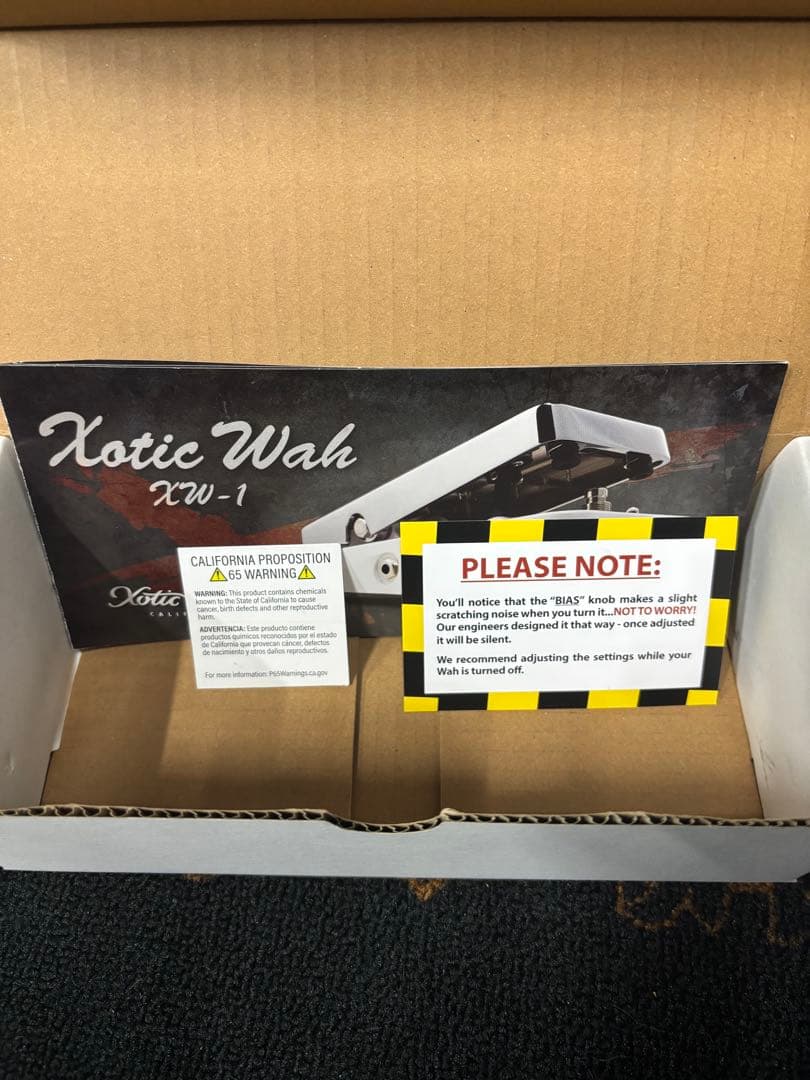 Xotic Wah
XW-1
Xotic
CALIFORNIA PROPOSITION
65 WARNING
WARNING: This product contains chemicals
known to the State of California to cause
cancer, birth defects and other reproductive
harm.
ADVERTENCIA: Este producto contiene
productos químicos reconocidos por el estado
de California que provocan cáncer, defectos
de nacimiento y otros daños reproductivos.
For more information: P65Warnings.ca.gov
PLEASE NOTE:
You'll notice that the "BIAS" knob makes a slight
scratching noise when you turn it...NOT TO WORRY!
Our engineers designed it that way - once adjusted
it will be silent.
We recommend adjusting the settings while your
Wah is turned off.